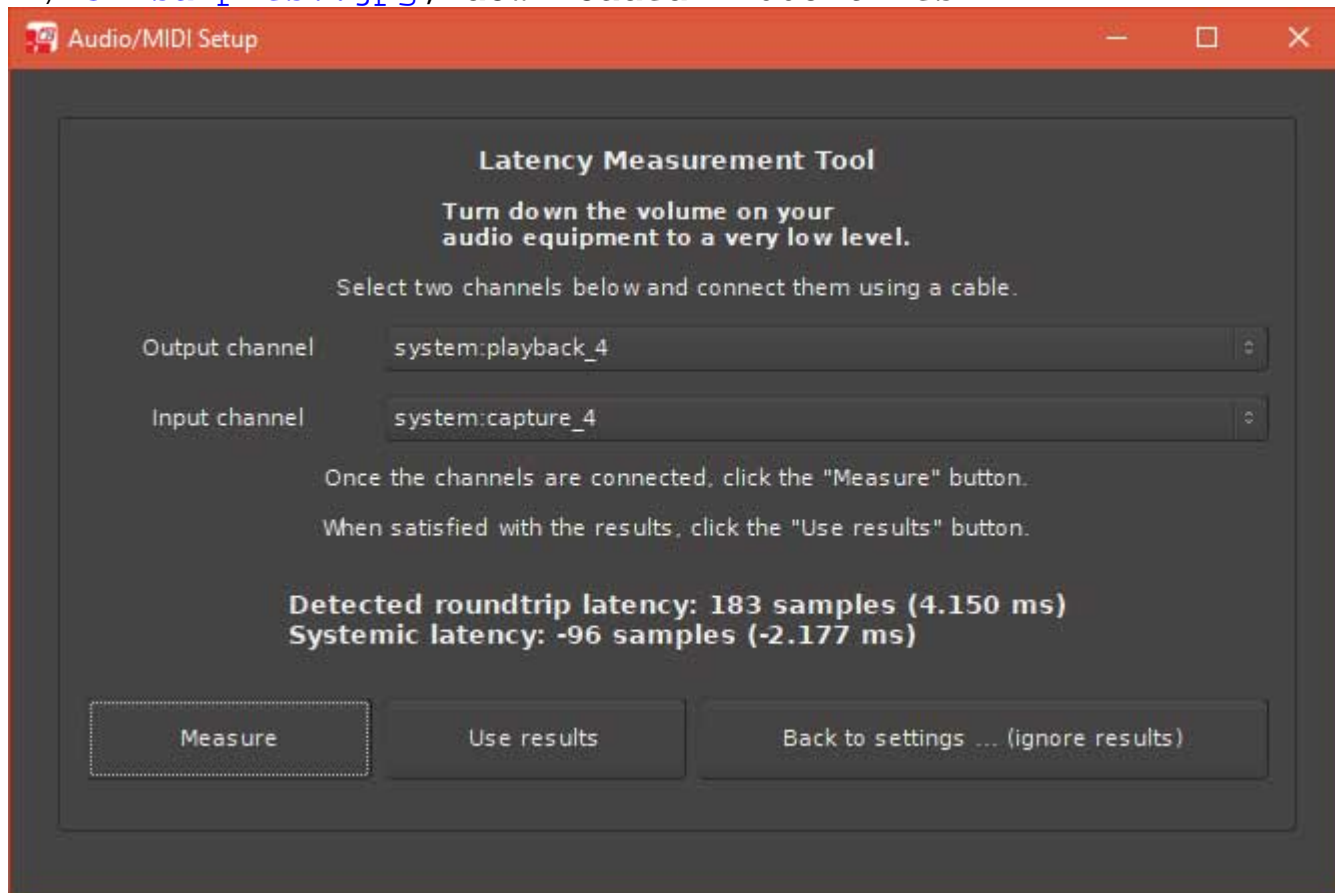 Audio/MIDI Setup
Latency Measurement Tool
Turn down the volume on your
audio equipment to a very low level.
Select two channels below and connect them using a cable.
Output channel system:playback_4
Input channel system:capture_4
Once the channels are connected, click the "Measure" button.
When satisfied with the results, click the "Use results" button.
Detected roundtrip latency: 183 samples (4.150 ms)
Systemic latency: -96 samples (-2.177 ms)
Measure Use results Back to settings ... (ignore results)